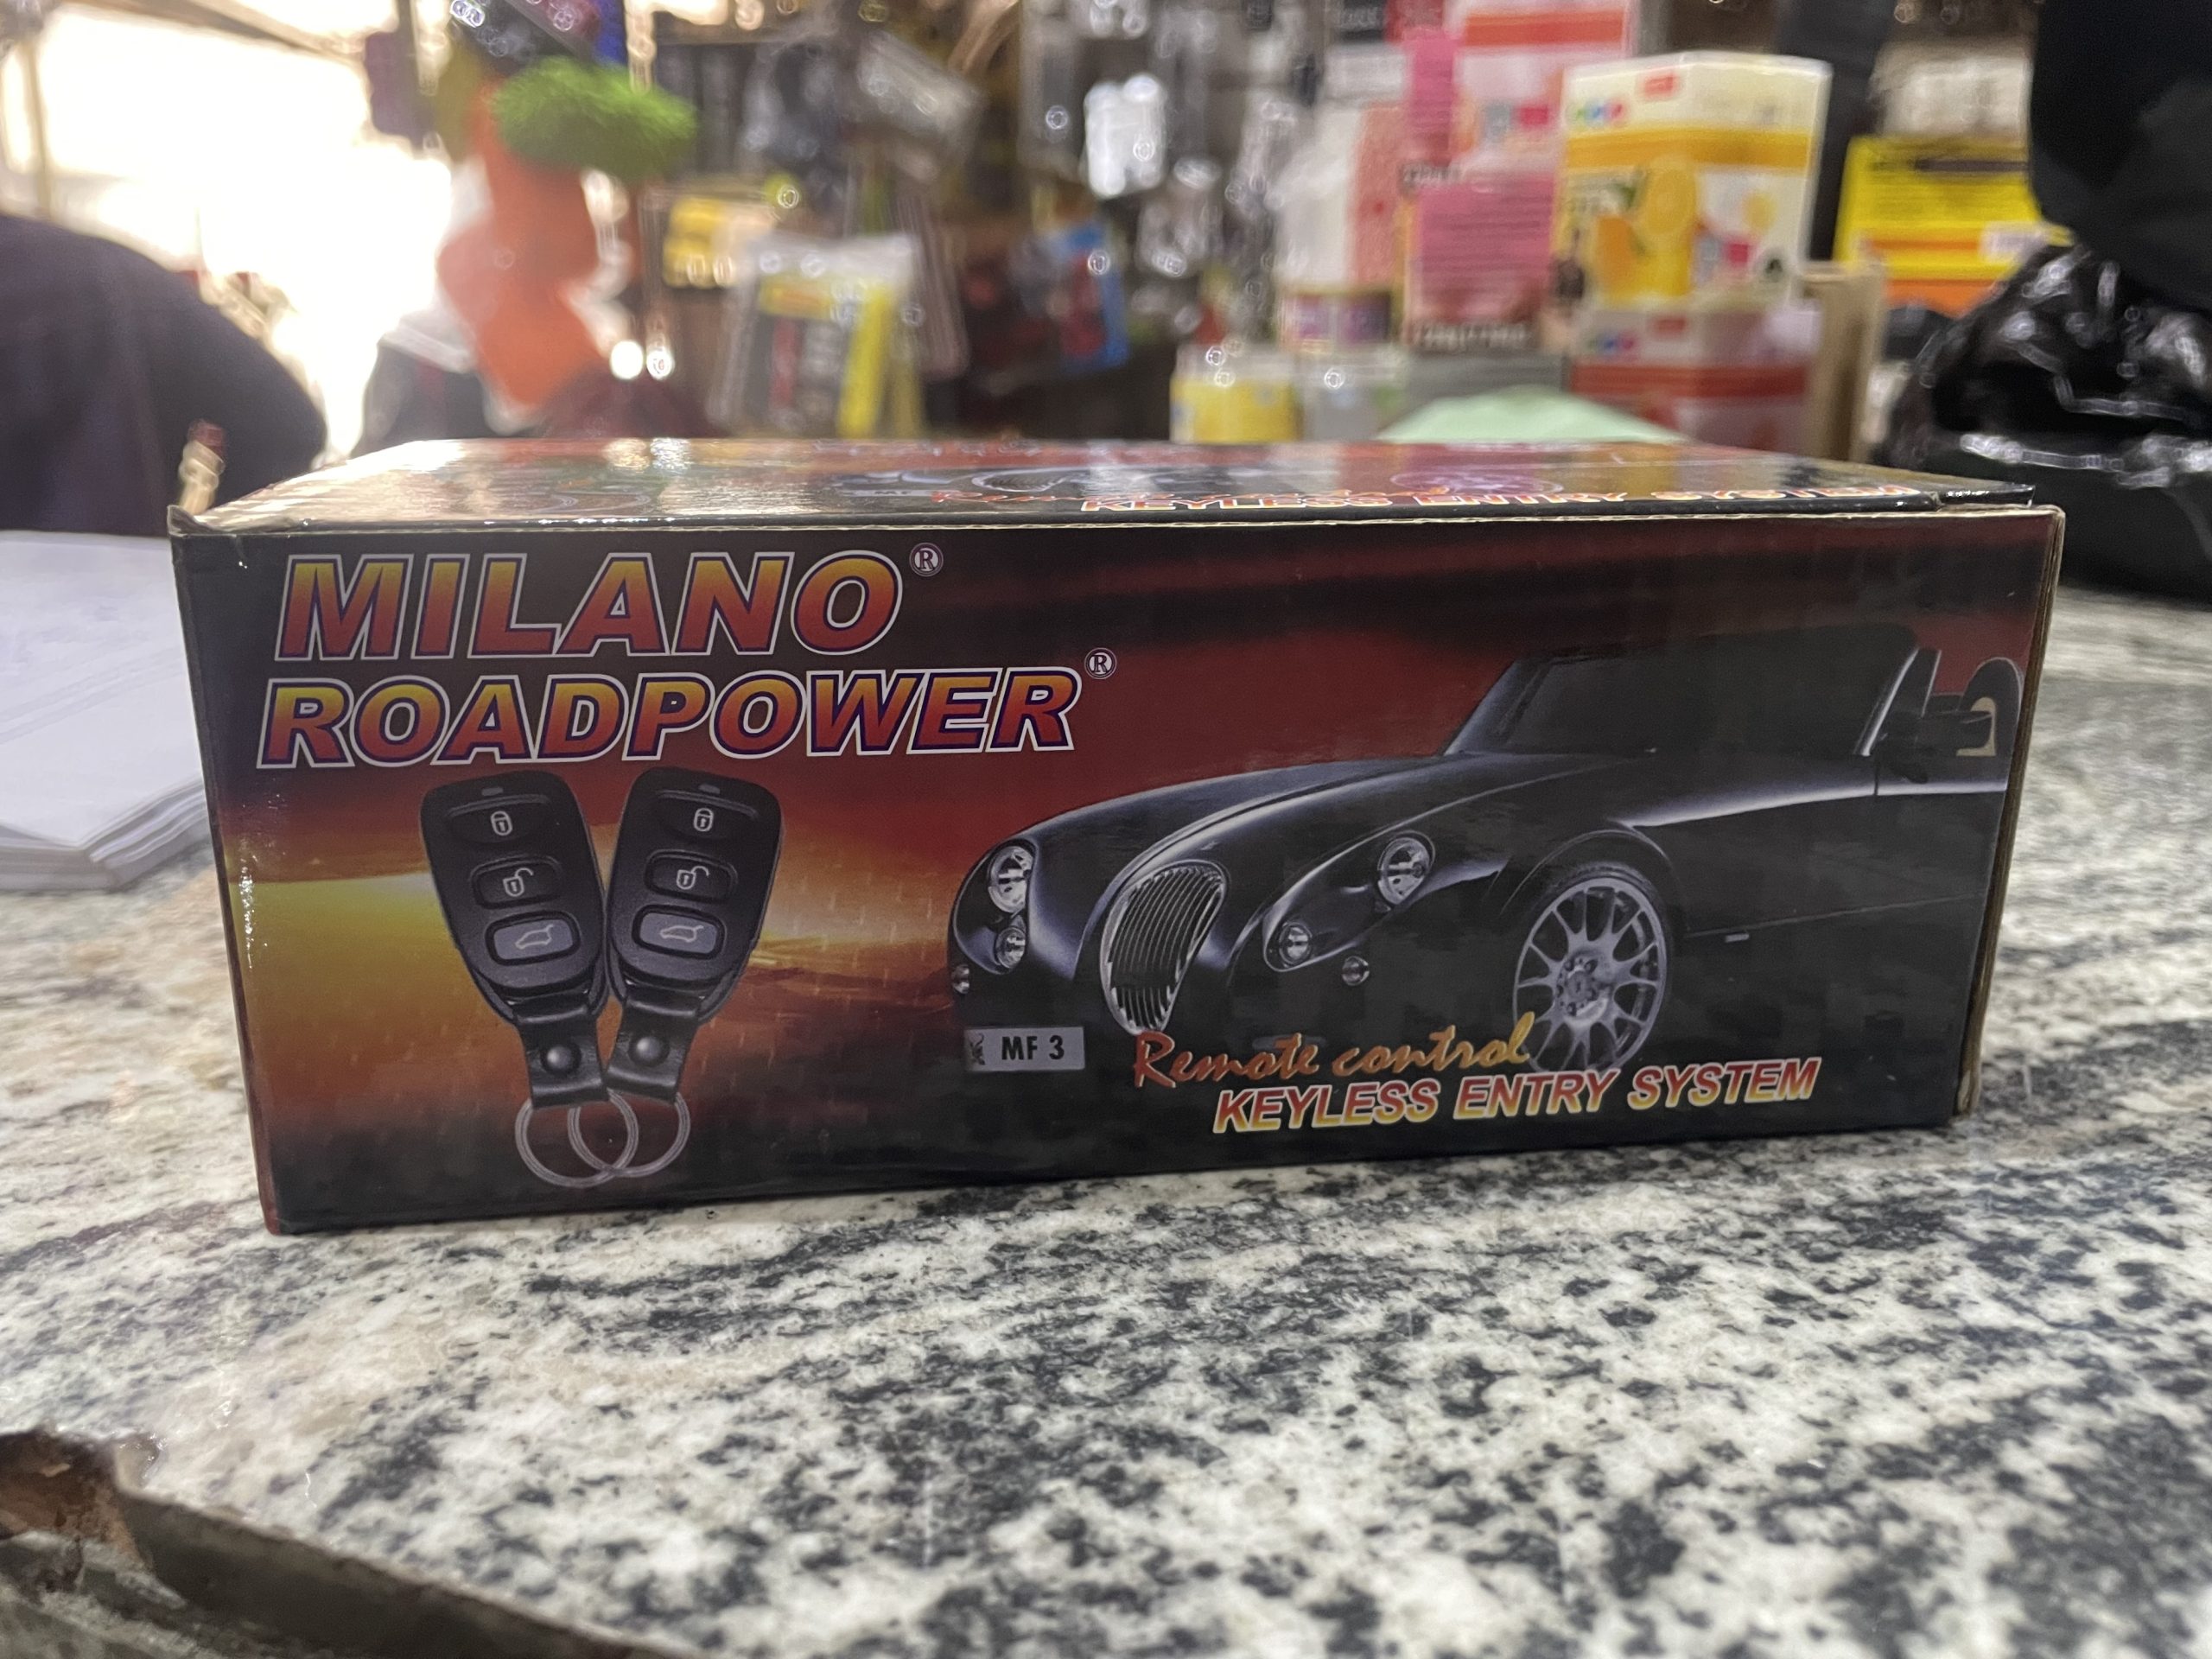 KEYLESS ENTRY SYSTEM
MILANO®
ROADPOWER®
MF 3
Remote control
KEYLESS ENTRY SYSTEM